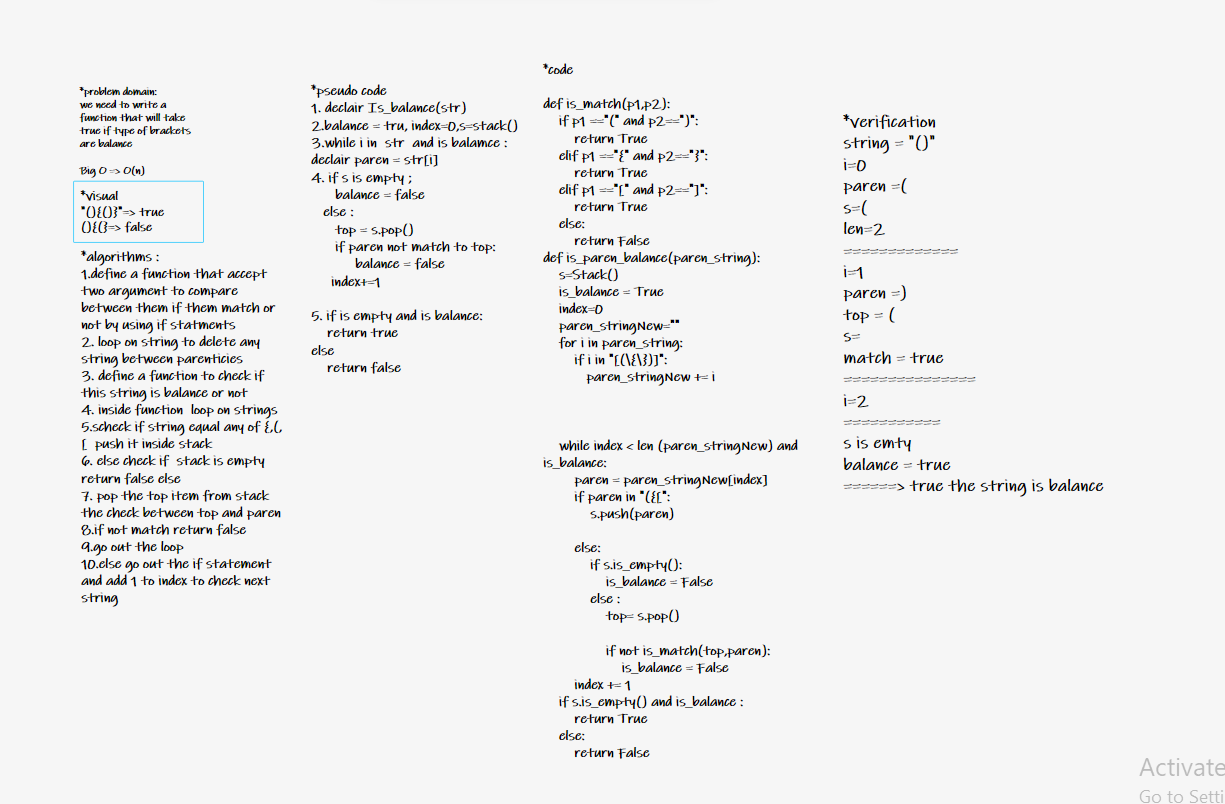 *problem domain:
we need to write a
function that will take
true if type of brackets
are balance
Big O => O(n)
*visual
"(){()}"=> true
(){(}=> false
*algorithms :
1.define a function that accept
two argument to compare
between them if them match or
not by using if statments
2. loop on string to delete any
string between parenticies
3. define a function to check if
this string is balance or not
4. inside function loop on strings
5.scheck if string equal any of {,(,
[ push it inside stack
6. else check if stack is empty
return false else
7. pop the top item from stack
the check between top and paren
8.if not match return false
9.go out the loop
10.else go out the if statement
and add 1 to index to check next
string
*pseudo code
1. declair Is_balance(str)
2.balance = tru, index=0,s=stack()
3.while i in str and is balamce :
declair paren = str[i]
4. if s is empty ;
balance = false
else :
top = s.pop()
if paren not match to top:
balance = false
index+=1
5. if is empty and is balance:
return true
else
return false
*code
def is_match(p1,p2):
if p1 =="(" and p2==")":
return True
elif p1 =="{" and p2=="}":
return True
elif p1 =="[" and p2=="]":
return True
else:
return False
def is_paren_balance(paren_string):
s=Stack()
is_balance = True
index=0
paren_stringNew=""
for i in paren_string:
if i in "[(\{\})]":
paren_stringNew += i
while index < len (paren_stringNew) and
is_balance:
paren = paren_stringNew[index]
if paren in "({[":
s.push(paren)
else:
if s.is_empty():
is_balance = False
else :
top= s.pop()
if not is_match(top,paren):
is_balance = False
index += 1
if s.is_empty() and is_balance :
return True
else:
return False
*verification
string = "()"
i=0
paren =(
s=(
len=2
=============
i=1
paren =)
top = (
s=
match = true
===============
i=2
===========
s is emty
balance = true
======> true the string is balance
Activate
Go to Setti